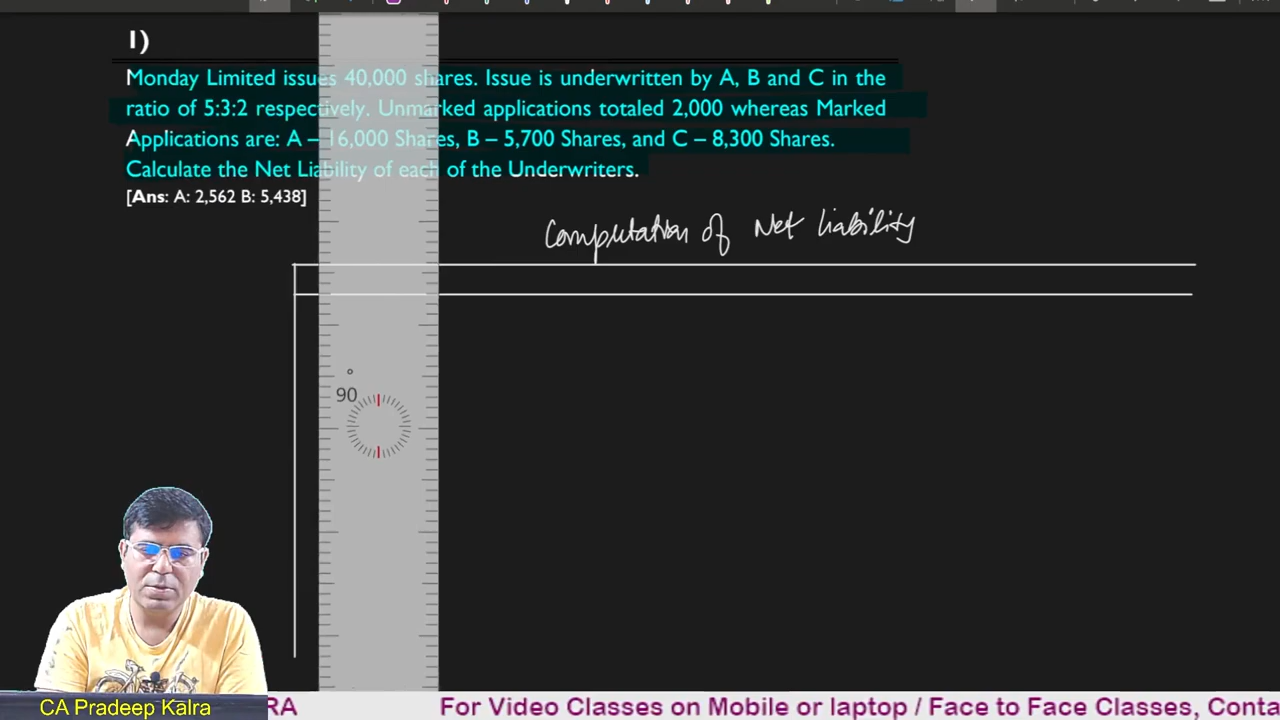 1)
Monday Limited issues 40,000 shares. Issue is underwritten by A, B and C in the
ratio of 5:3:2 respectively. Unmarked applications totaled 2,000 whereas Marked
Applications are: A – 16,000 Shares, B – 5,700 Shares, and C – 8,300 Shares.
Calculate the Net Liability of each of the Underwriters.
[Ans: A: 2,562 B: 5,438]
Computation of Net liability
°
90
CA Pradeep Kalra
RA For Video Classes on Mobile or laptop / Face to Face Classes, Conta